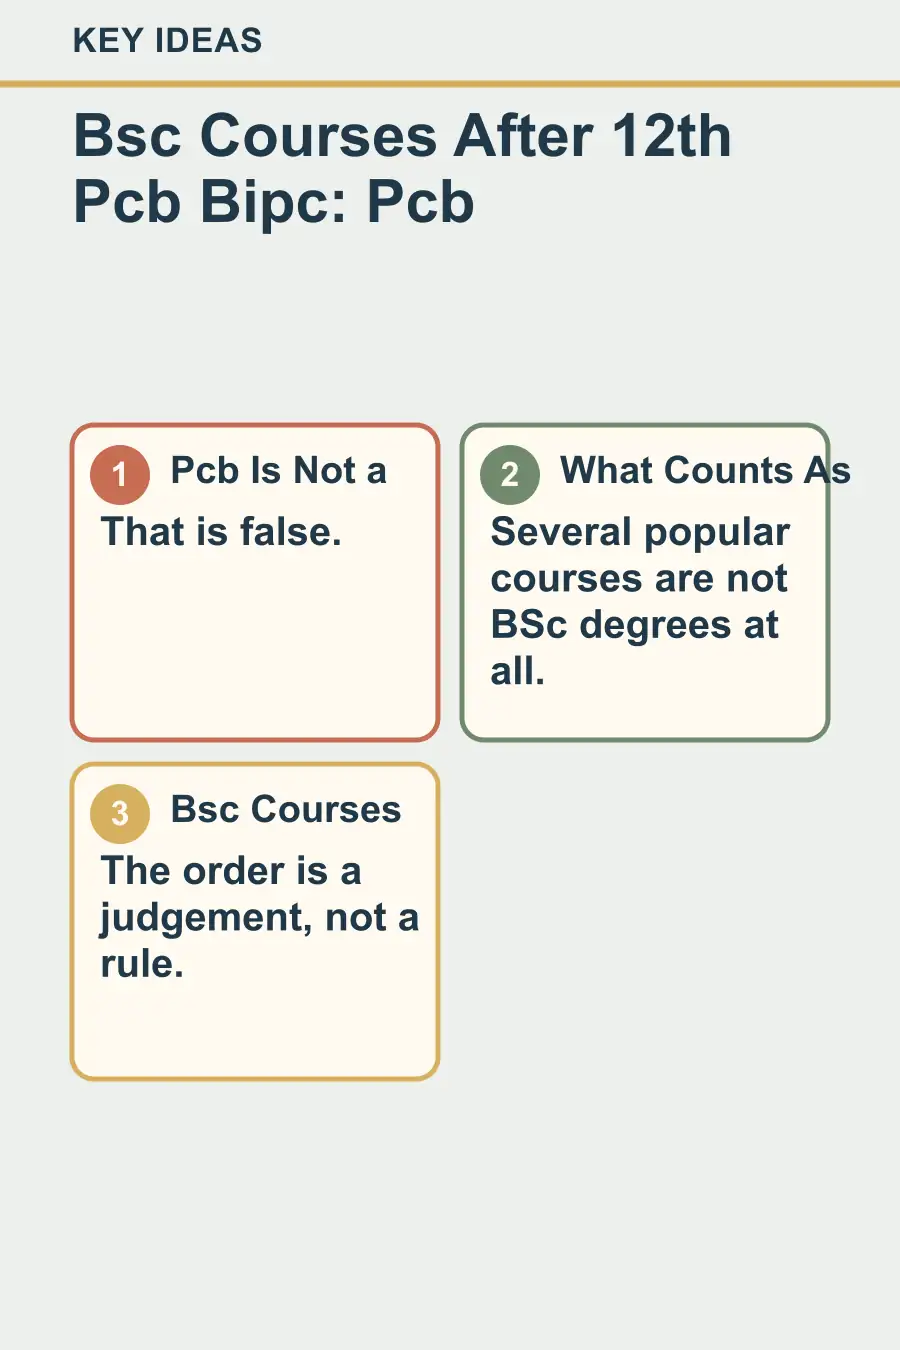 KEY IDEAS
Bsc Courses After 12th
Pcb Bipc: Pcb
1 Pcb Is Not a
That is false.
2 What Counts As
Several popular
courses are not
BSc degrees at
all.
3 Bsc Courses
The order is a
judgement, not a
rule.